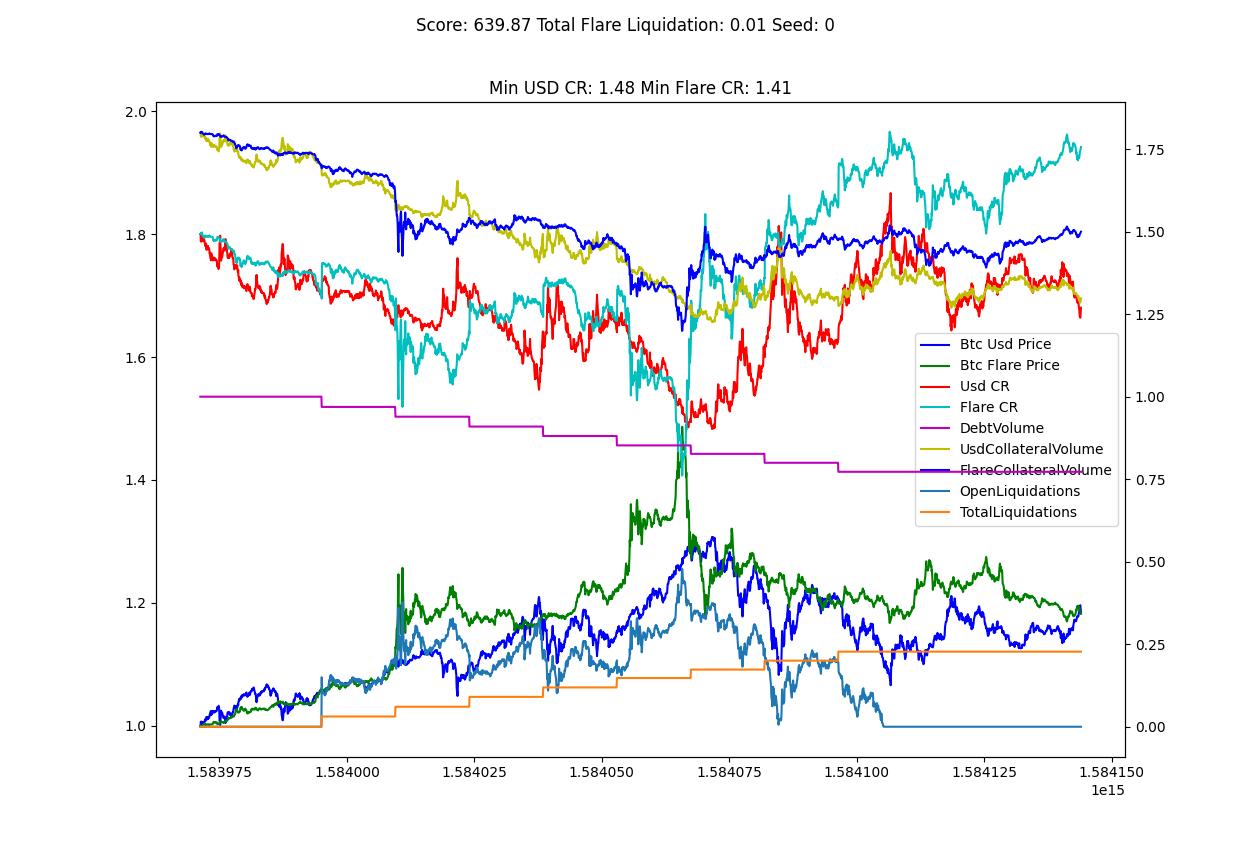 Score: 639.87 Total Flare Liquidation: 0.01 Seed: 0
Min USD CR: 1.48 Min Flare CR: 1.41
2.0
1.8
1.6
1.4
1.2
1.0
1.75
1.50
1.25
1.00
0.75
0.50
0.25
0.00
Btc Usd Price
Btc Flare Price
Usd CR
Flare CR
DebtVolume
UsdCollateralVolume
FlareCollateralVolume
OpenLiquidations
TotalLiquidations
1.583975 1.584000 1.584025 1.584050 1.584075 1.584100 1.584125 1.584150
1e15